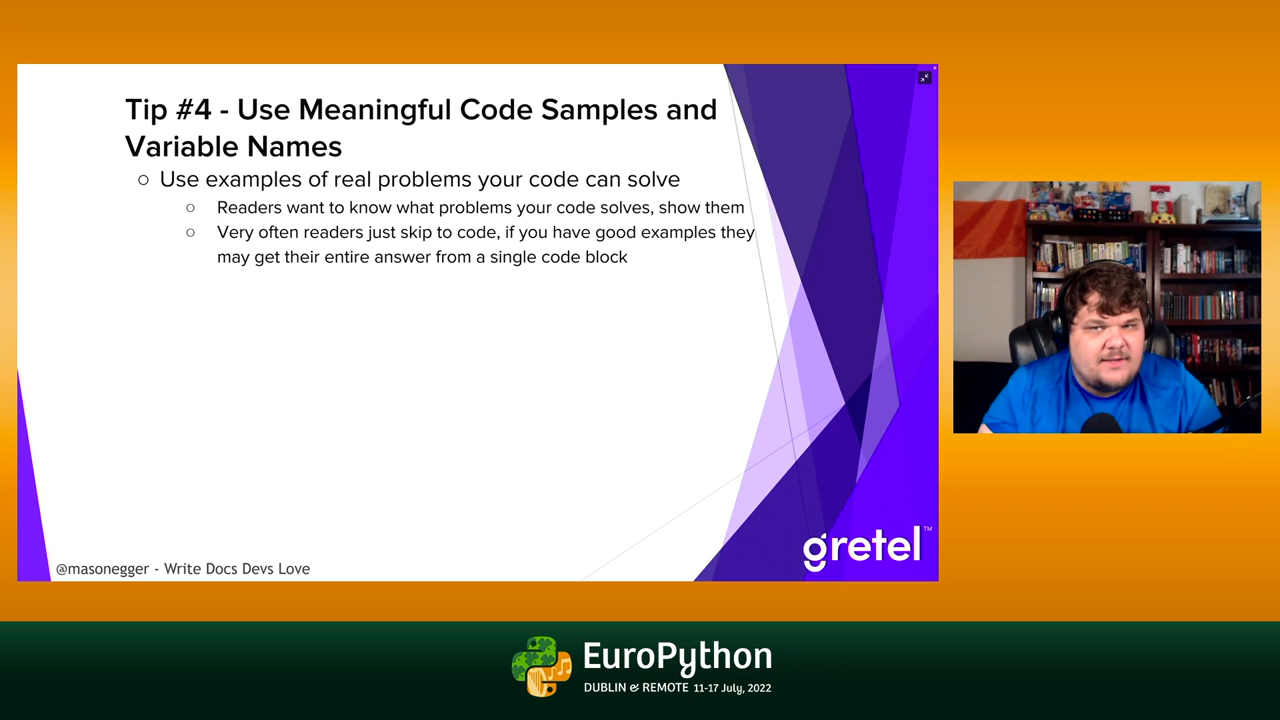 Tip #4 - Use Meaningful Code Samples and
Variable Names
○ Use examples of real problems your code can solve
○ Readers want to know what problems your code solves, show them
○ Very often readers just skip to code, if you have good examples they
may get their entire answer from a single code block
gretel™
@masonegger - Write Docs Devs Love
EuroPython
DUBLIN & REMOTE 11-17 July, 2022